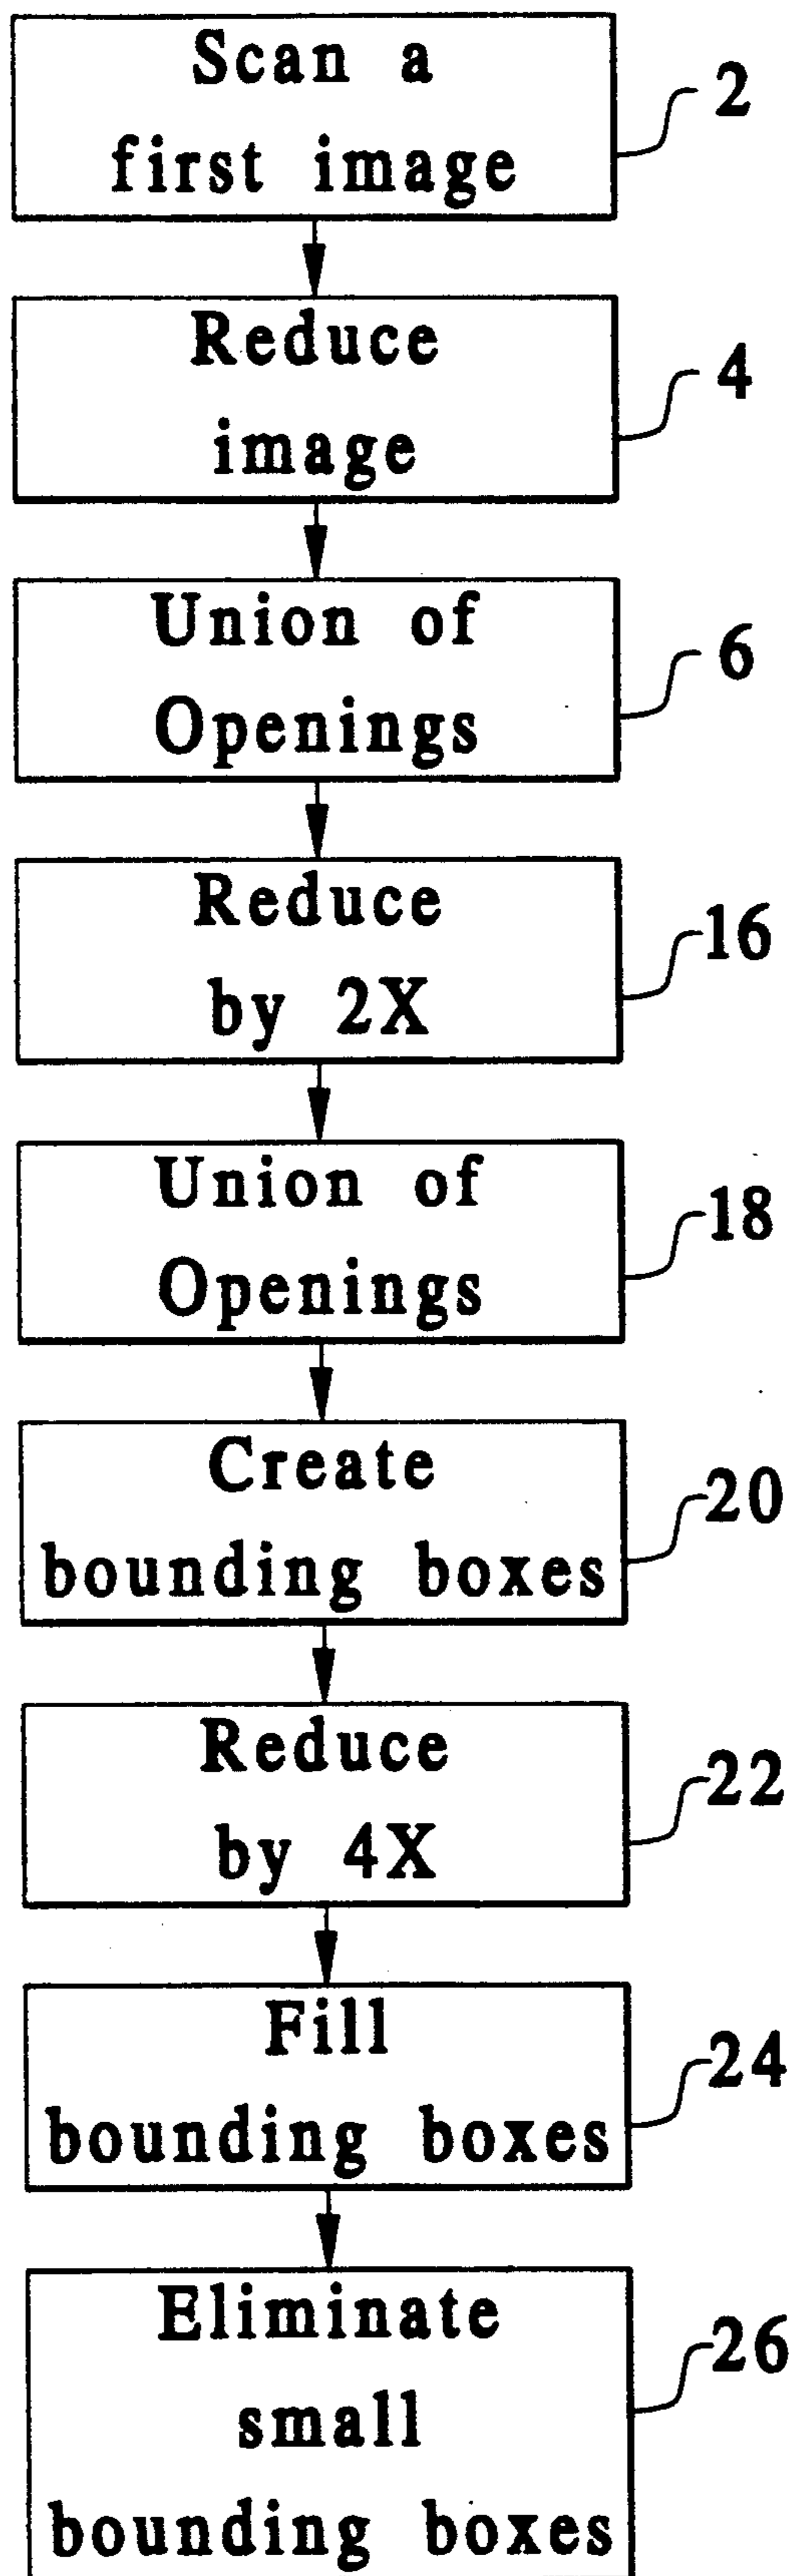 Scan a
first image
2
Reduce
image
4
Union of
Openings
6
Reduce
by 2X
16
Union of
Openings
18
Create
bounding boxes
20
Reduce
by 4X
22
Fill
bounding boxes
24
Eliminate
small
bounding boxes
26